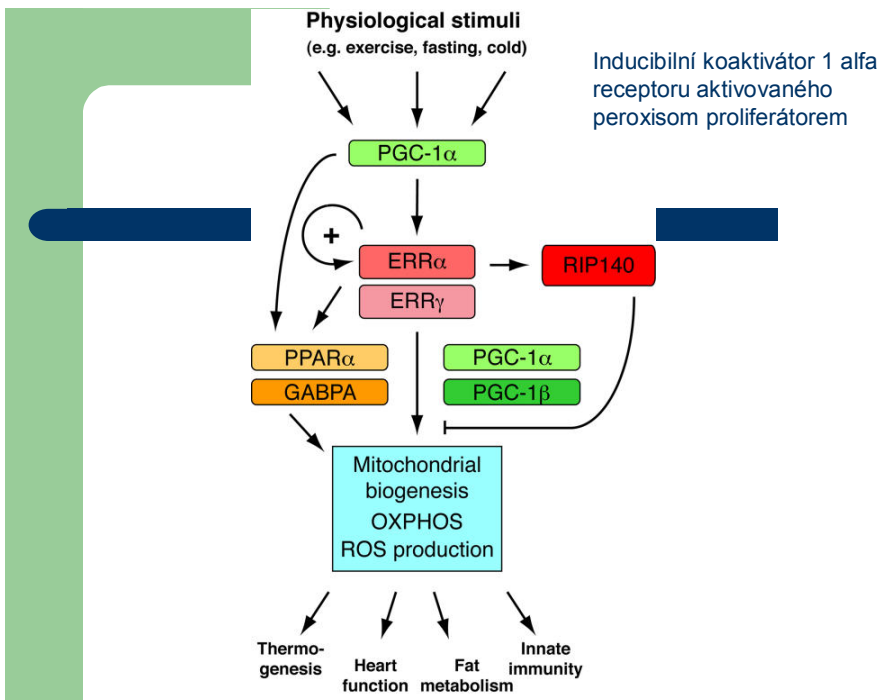 Physiological stimuli
(e.g. exercise, fasting, cold)
Inducibilní koaktivátor 1 alfa
receptoru aktivovaného
peroxisom proliferátorem
PGC-1α
+
ERRα
RIP140
ERRγ
PPARα
PGC-1α
GABPA
PGC-1β
Mitochondrial
biogenesis
OXPHOS
ROS production
Thermo-
genesis
Heart
function
Fat
metabolism
Innate
immunity